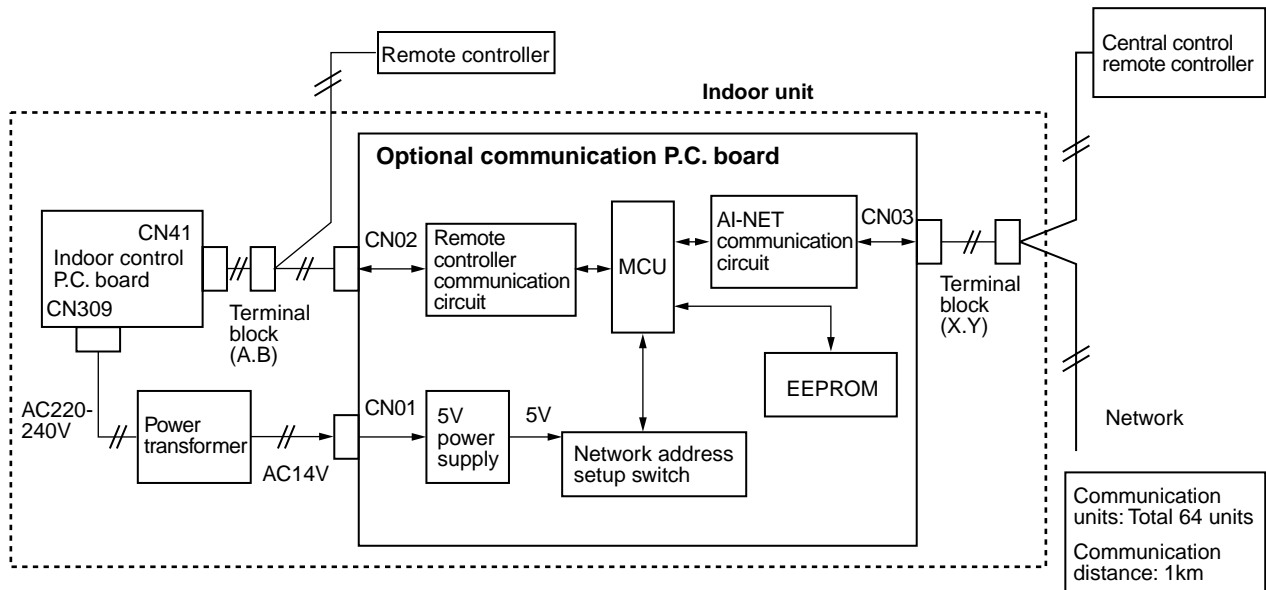 Remote controller
Central control
remote controller
Indoor unit
Optional communication P.C. board
CN41
Indoor control
P.C. board
CN309
Terminal
block
(A.B)
CN02
Remote
controller
communication
circuit
MCU
AI-NET
communication
circuit
CN03
Terminal
block
(X.Y)
EEPROM
AC220-
240V
Power
transformer
AC14V
CN01
5V
power
supply
5V
Network address
setup switch
Network
Communication
units: Total 64 units
Communication
distance: 1km